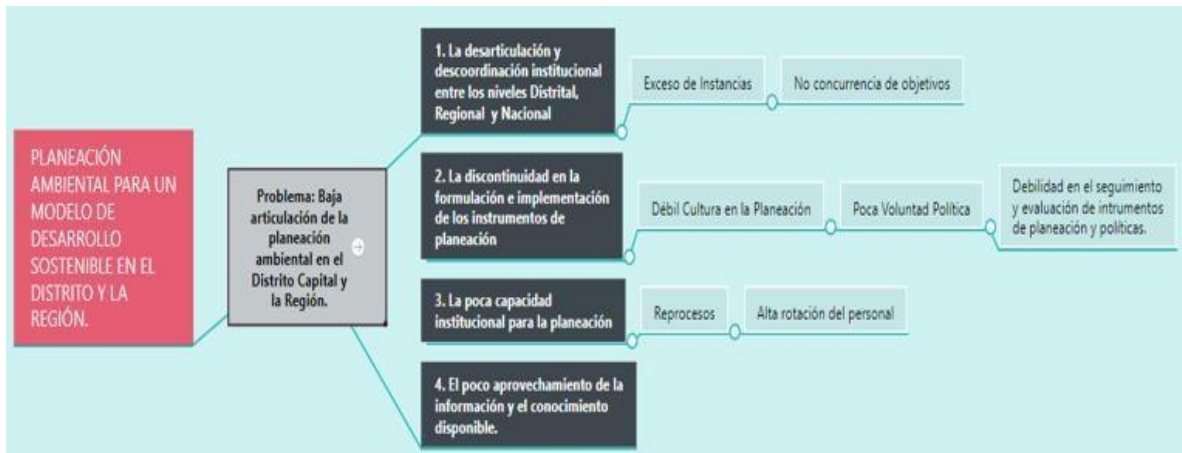 PLANEACIÓN
AMBIENTAL PARA UN
MODELO DE
DESARROLLO
SOSTENIBLE EN EL
DISTRITO Y LA
REGIÓN.
Problema: Baja
articulación de la
planeación
ambiental en el
Distrito Capital y
la Región.
1. La desarticulación y
descoordinación institucional
entre los niveles Distrital,
Regional y Nacional
Exceso de Instancias
No concurrencia de objetivos
2. La discontinuidad en la
formulación e implementación
de los instrumentos de
planeación
Débil Cultura en la Planeación
Poca Voluntad Política
Debilidad en el seguimiento
y evaluación de intrumentos
de planeación y políticas.
3. La poca capacidad
institucional para la planeación
Reprocesos
Alta rotación del personal
4. El poco aprovechamiento de la
información y el conocimiento
disponible.